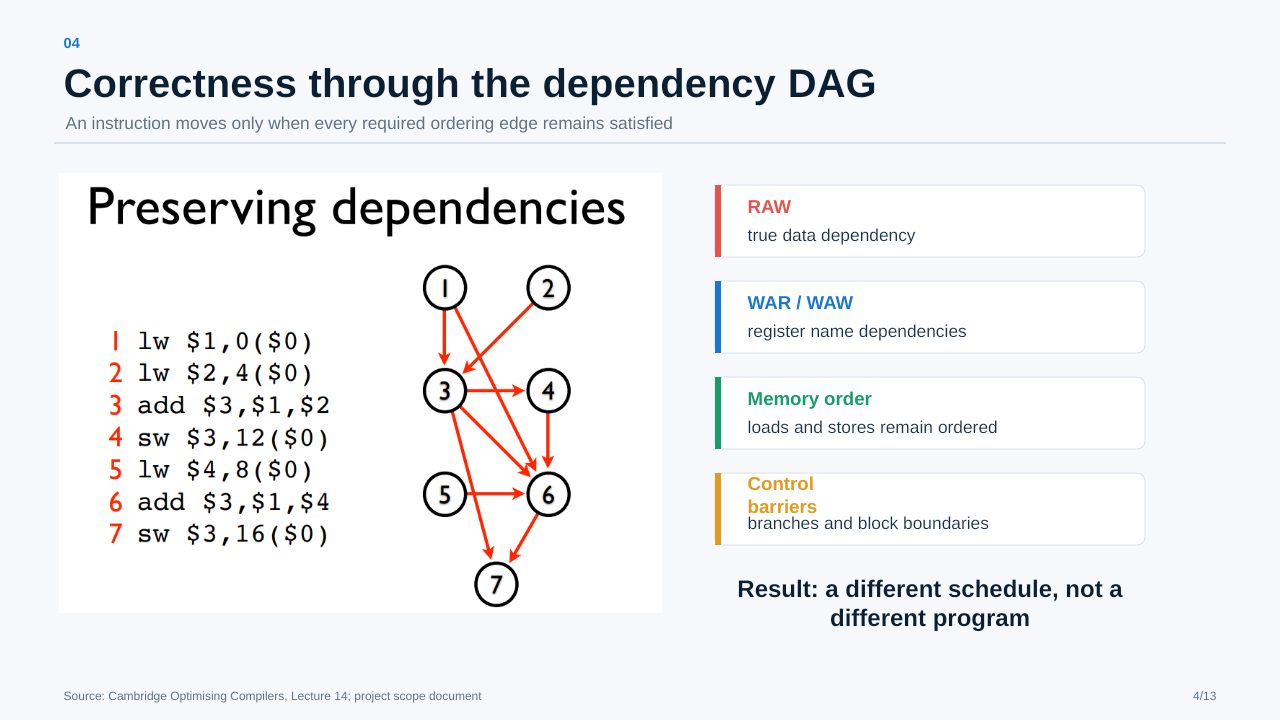 04
Correctness through the dependency DAG
An instruction moves only when every required ordering edge remains satisfied
Preserving dependencies
1 lw $1,0($0)
2 lw $2,4($0)
3 add $3,$1,$2
4 sw $3,12($0)
5 lw $4,8($0)
6 add $3,$1,$4
7 sw $3,16($0)
1 2
3 4
5 6
7
RAW
true data dependency
WAR / WAW
register name dependencies
Memory order
loads and stores remain ordered
Control
barriers
branches and block boundaries
Result: a different schedule, not a
different program
Source: Cambridge Optimising Compilers, Lecture 14; project scope document
4/13